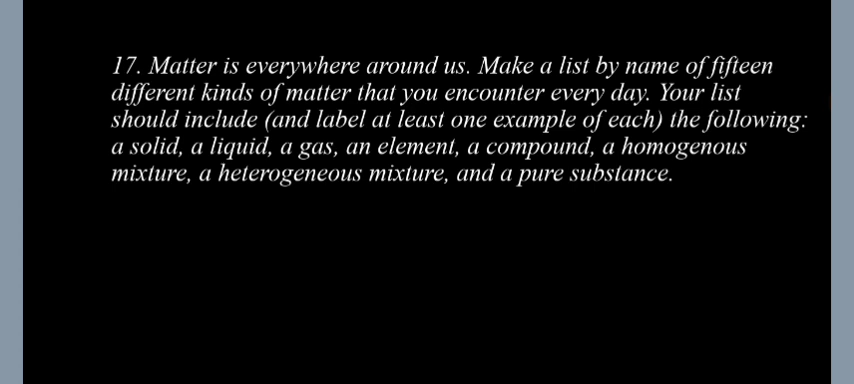 17. Matter is everywhere around us. Make a list by name of fifteen
different kinds of matter that you encounter every day. Your list
should include (and label at least one example of each) the following:
a solid, a liquid, a gas, an element, a compound, a homogenous
mixture, a heterogeneous mixture, and a pure substance.